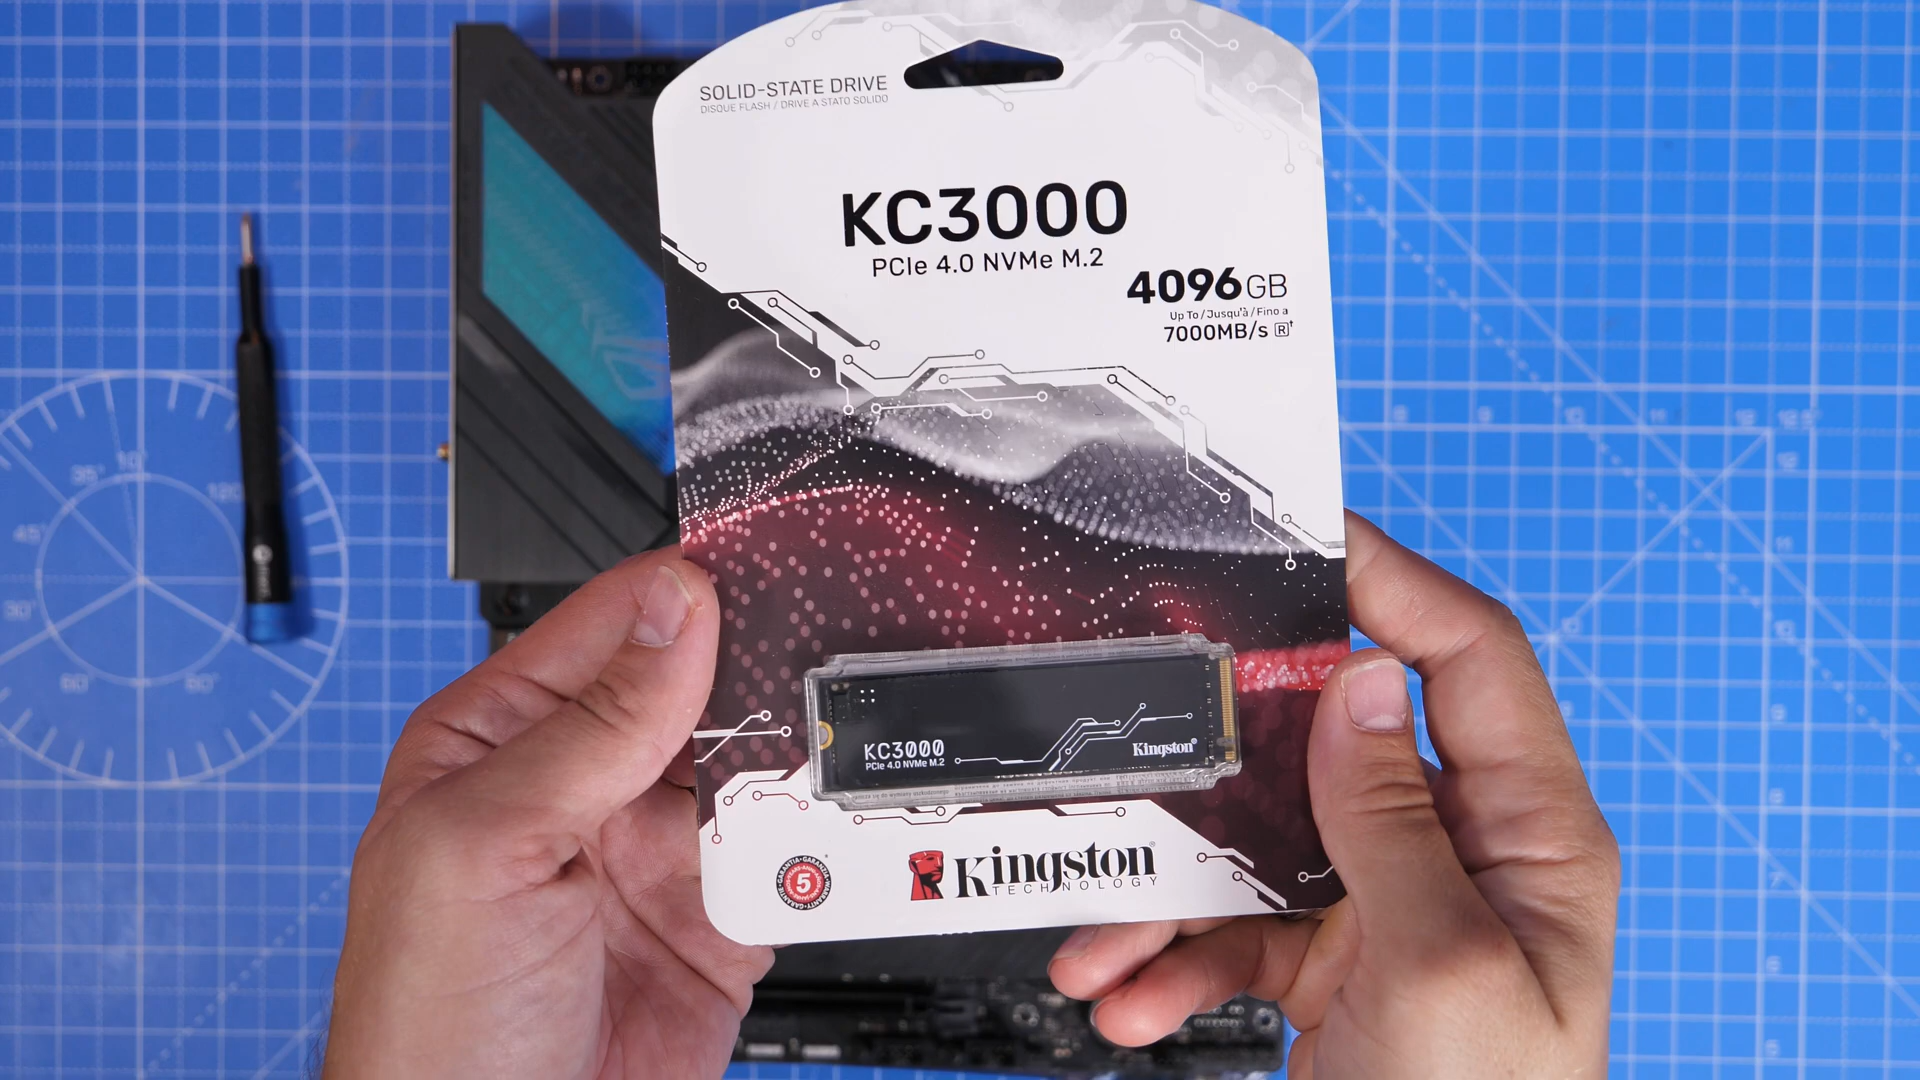 SOLID-STATE DRIVE
DISQUE FLASH / DRIVE A STATO SOLIDO
KC3000
PCIe 4.0 NVMe M.2
4096GB
Up To / Jusqu'à / Fino a
7000MB/s R†
KC3000
PCIe 4.0 NVMe M.2
Kingston®
5
Kingston®
TECHNOLOGY